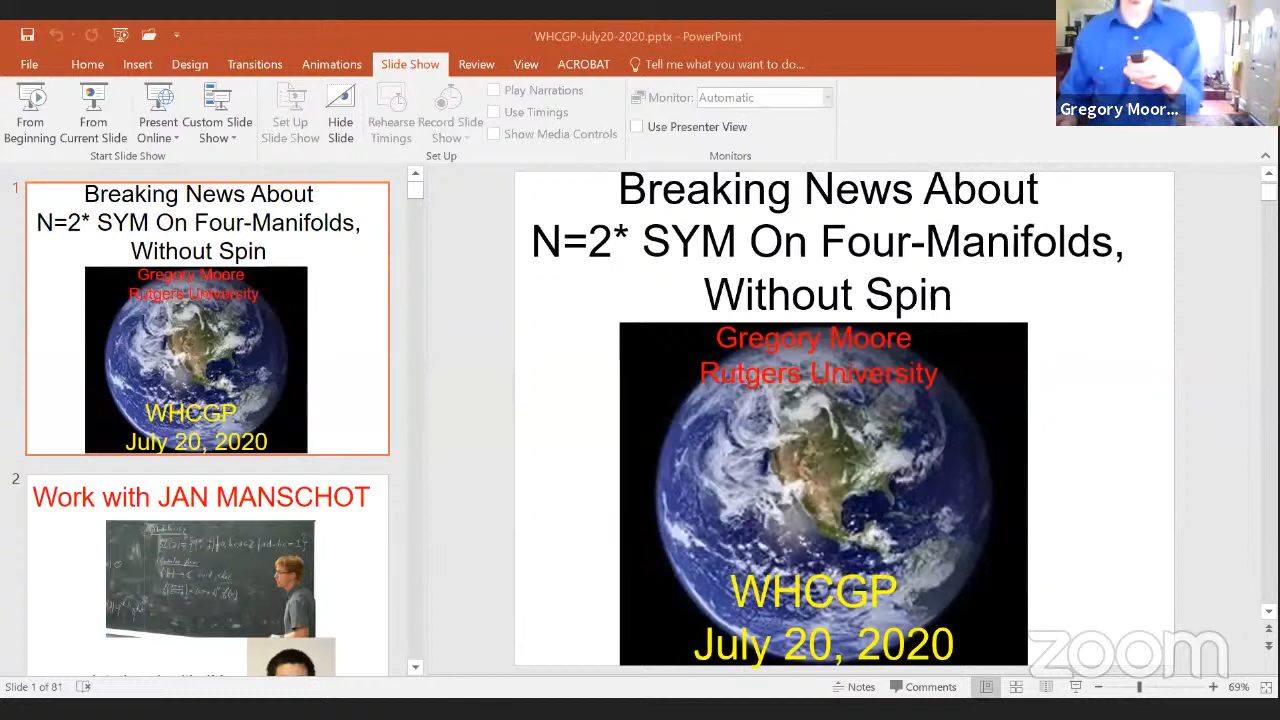 WHCGP-July20-2020.pptx - PowerPoint
File Home Insert Design Transitions Animations Slide Show Review View ACROBAT Tell me what you want to do...
From Beginning
From Current Slide
Present Online
Custom Slide Show
Set Up Slide Show
Hide Slide
Rehearse Timings
Record Slide Show
Play Narrations
Use Timings
Show Media Controls
Monitor: Automatic
Use Presenter View
Start Slide Show
Set Up
Monitors
Gregory Moor...
1
Breaking News About
N=2* SYM On Four-Manifolds,
Without Spin
Gregory Moore
Rutgers University
WHCGP
July 20, 2020
2
Work with JAN MANSCHOT
Breaking News About
N=2* SYM On Four-Manifolds,
Without Spin
Gregory Moore
Rutgers University
WHCGP
July 20, 2020
zoom
Slide 1 of 81
Notes
Comments
69%